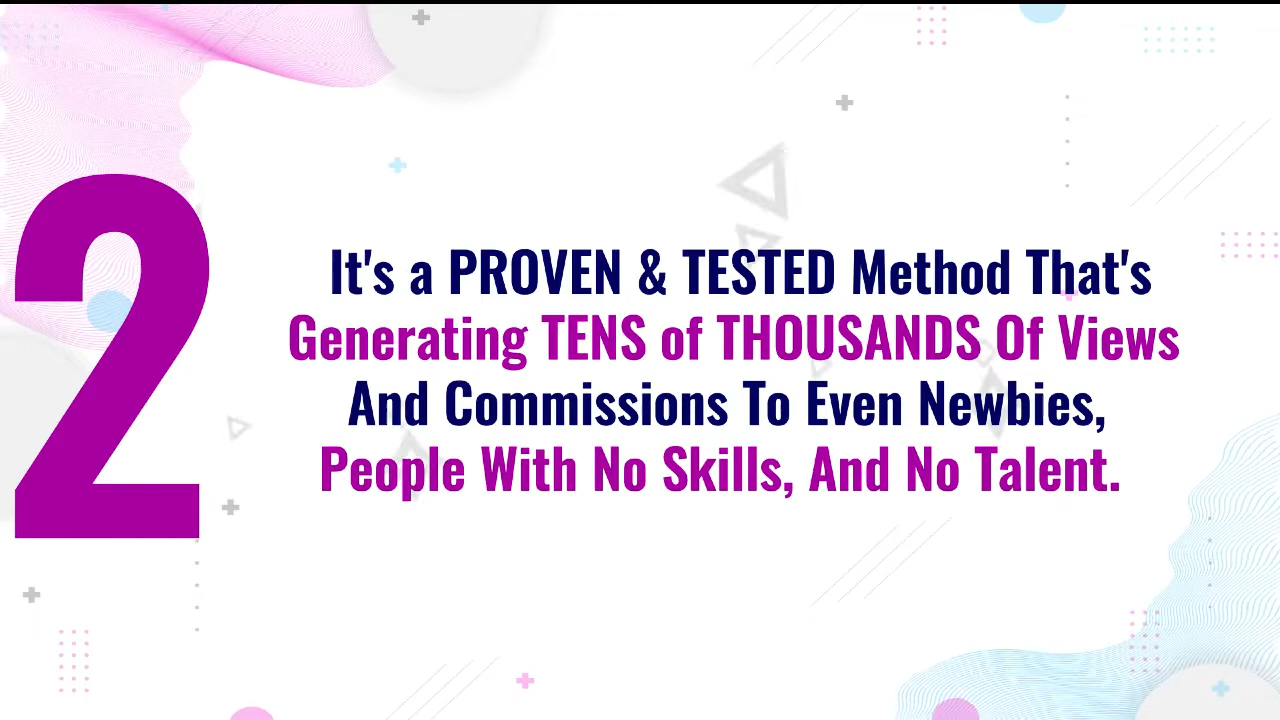 2
It's a PROVEN & TESTED Method That's
Generating TENS of THOUSANDS Of Views
And Commissions To Even Newbies,
People With No Skills, And No Talent.